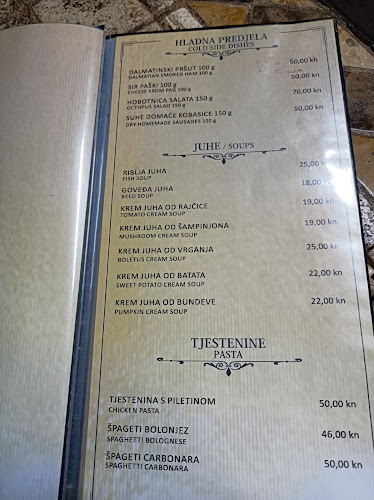 HLADNA PREDJELA
COLD SIDE DISHES
DALMATINSKI PRŠUT 100 g 50,00 kn
DALMATIAN SMOKED HAM 100 g
SIR PAŠKI 100 g 50,00 kn
CHEESE FROM PAG 100 g
HOBOTNICA SALATA 150 g 70,00 kn
OCTOPUS SALAD 150 g
SUHE DOMAĆE KOBASICE 150 g 50,00 kn
DRY HOMEMADE SAUSAGES 150 g
JUHE / SOUPS
RIBLJA JUHA 25,00 kn
FISH SOUP
GOVEĐA JUHA 18,00
BEED SOUP
KREM JUHA OD RAJČICE 19,00 kn
TOMATO CREAM SOUP
KREM JUHA OD ŠAMPINJONA 19,00 kn
MUSHROOM CREAM SOUP
KREM JUHA OD VRGANJA 25,00 kn
BOLETUS CREAM SOUP
KREM JUHA OD BATATA 22,00 kn
SWEET POTATO CREAM SOUP
KREM JUHA OD BUNDEVE 22,00 kn
PUMPKIN CREAM SOUP
TJESTENINE
PASTA
TJESTENINA S PILETINOM 50,00 kn
CHICKEN PASTA
ŠPAGETI BOLONJEZ 46,00 kn
SPAGHETTI BOLOGNESE
ŠPAGETI CARBONARA 50,00 kn
SPAGHETTI CARBONARA